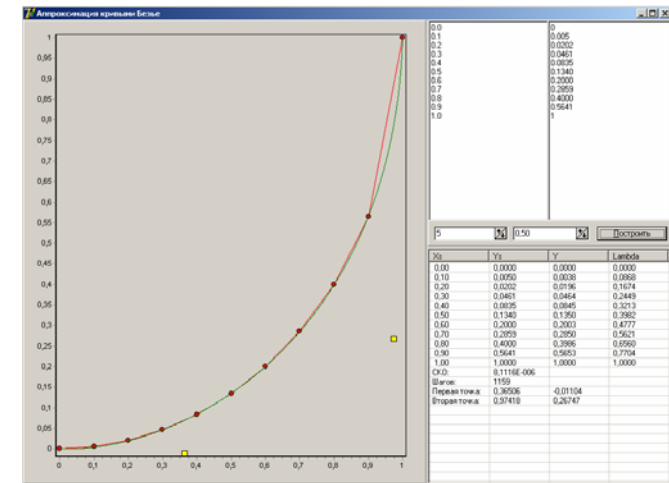 Аппроксимация кривыми Безье
1
0,95
0,9
0,85
0,8
0,75
0,7
0,65
0,6
0,55
0,5
0,45
0,4
0,35
0,3
0,25
0,2
0,15
0,1
0,05
0
0 0,1 0,2 0,3 0,4 0,5 0,6 0,7 0,8 0,9 1
0.0 0
0.1 0.005
0.2 0.0202
0.3 0.0461
0.4 0.0835
0.5 0.1340
0.6 0.2000
0.7 0.2859
0.8 0.4000
0.9 0.5641
1.0 1
5 0,50 Построить
Xs Ys Y Lambda
0,00 0,0000 0,0000 0,0000
0,10 0,0050 0,0038 0,0868
0,20 0,0202 0,0196 0,1674
0,30 0,0461 0,0464 0,2449
0,40 0,0835 0,0845 0,3213
0,50 0,1340 0,1350 0,3982
0,60 0,2000 0,2003 0,4777
0,70 0,2859 0,2850 0,5621
0,80 0,4000 0,3986 0,6560
0,90 0,5641 0,5653 0,7704
1,00 1,0000 1,0000 1,0000
СКО: 8,1116E-006
Шагов: 1159
Первая точка: 0,36506 -0,01104
Вторая точка: 0,97418 0,26747